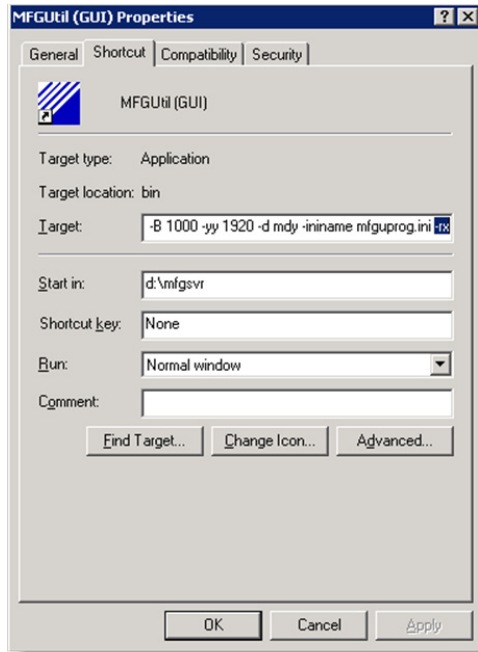 MFGUtil (GUI) Properties
General Shortcut Compatibility Security
MFGUtil (GUI)
Target type: Application
Target location: bin
Target: -B 1000 -yy 1920 -d mdy -ininame mfguprog.ini -rx
Start in: d:\mfgsvr
Shortcut key: None
Run: Normal window
Comment:
Find Target... Change Icon... Advanced...
OK Cancel Apply